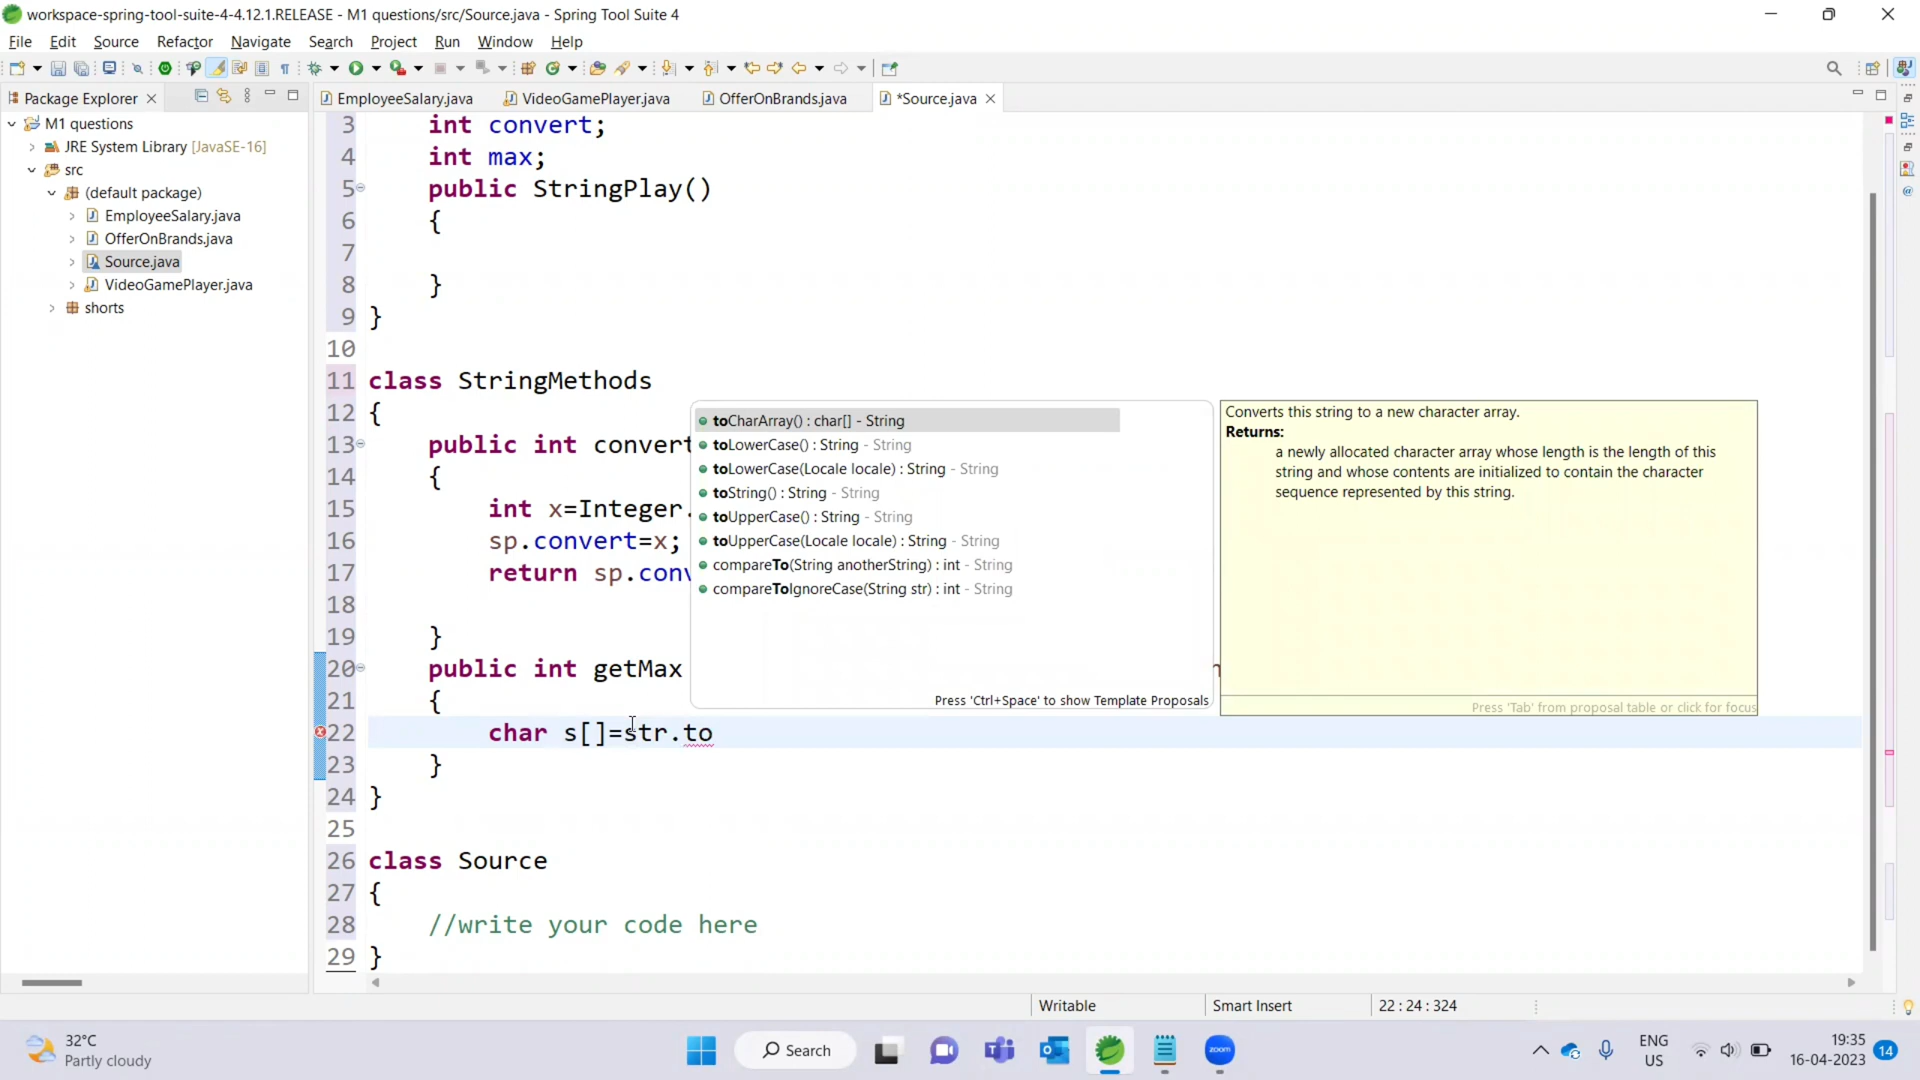 workspace-spring-tool-suite-4-4.12.1.RELEASE - M1 questions/src/Source.java - Spring Tool Suite 4
File Edit Source Refactor Navigate Search Project Run Window Help
Package Explorer
EmployeeSalary.java VideoGamePlayer.java OfferOnBrands.java *Source.java
M1 questions
JRE System Library [JavaSE-16]
src
(default package)
EmployeeSalary.java
OfferOnBrands.java
Source.java
VideoGamePlayer.java
shorts
3 int convert;
4 int max;
5 public StringPlay()
6 {
7
8 }
9 }
10
11 class StringMethods
12 {
13 public int convert
14 {
15 int x=Integer.
16 sp.convert=x;
17 return sp.conv
18
19 }
20 public int getMax
21 {
22 char s[]=str.to
23 }
24 }
25
26 class Source
27 {
28 //write your code here
29 }
toCharArray() : char[] - String
toLowerCase() : String - String
toLowerCase(Locale locale) : String - String
toString() : String - String
toUpperCase() : String - String
toUpperCase(Locale locale) : String - String
compareTo(String anotherString) : int - String
compareToIgnoreCase(String str) : int - String
Press 'Ctrl+Space' to show Template Proposals
Converts this string to a new character array.
Returns:
a newly allocated character array whose length is the length of this
string and whose contents are initialized to contain the character
sequence represented by this string.
Press 'Tab' from proposal table or click for focus
Writable Smart Insert 22 : 24 : 324
32°C
Partly cloudy
Search
zoom
ENG
US
19:35
16-04-2023
14